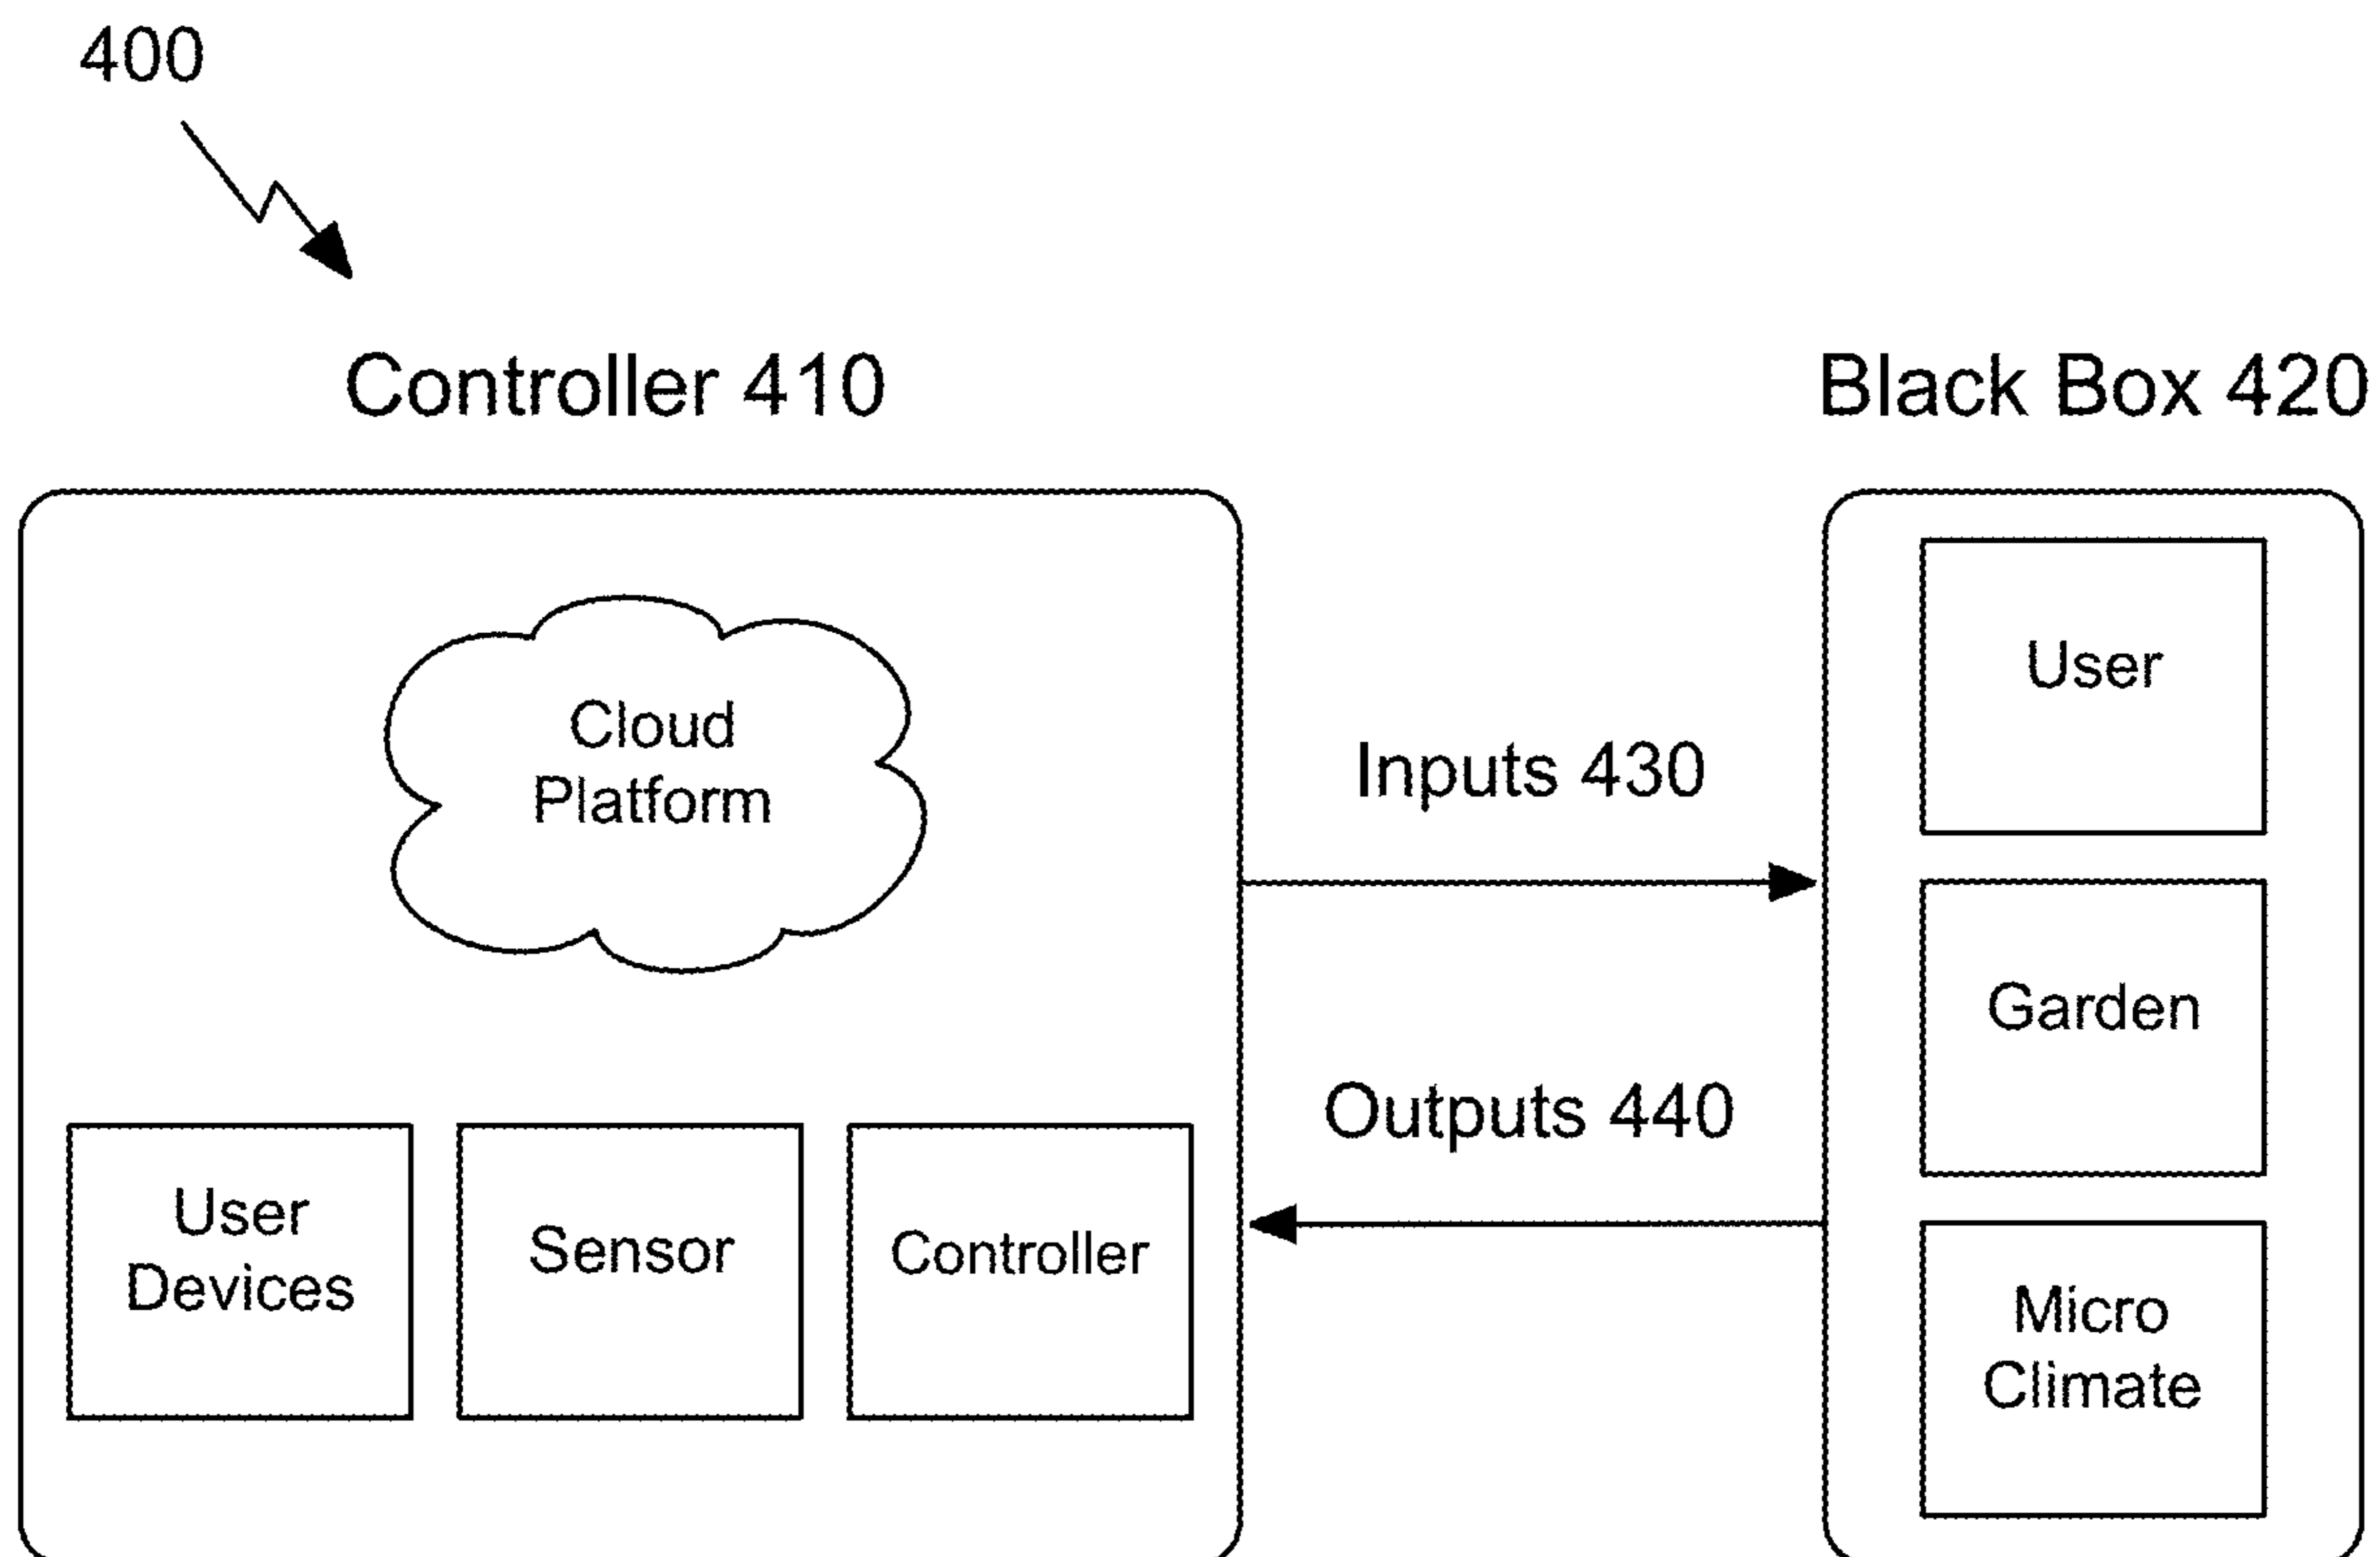 400
Controller 410
Black Box 420
Cloud
Platform
User
Devices
Sensor
Controller
Inputs 430
Outputs 440
User
Garden
Micro
Climate